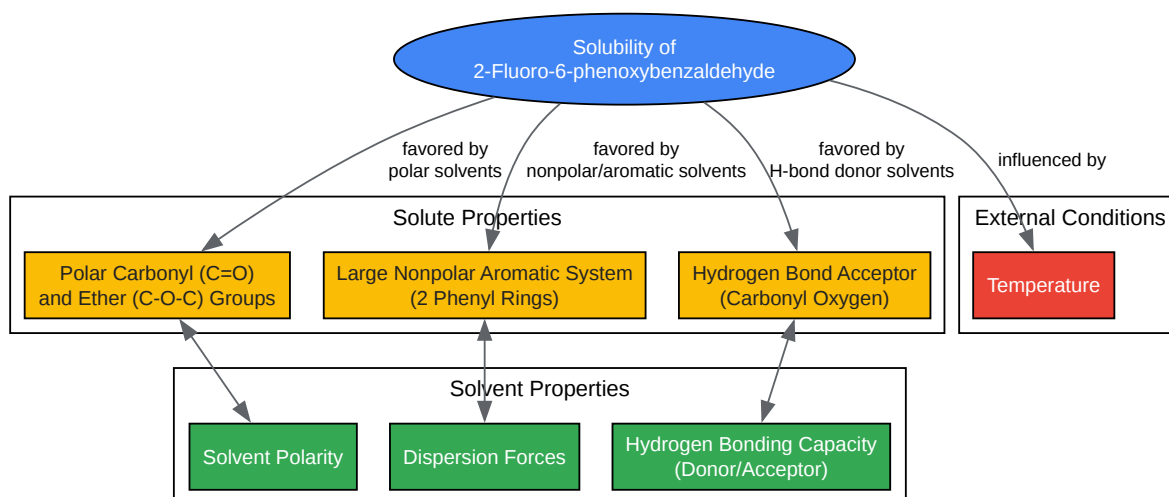 Solubility of
2-Fluoro-6-phenoxybenzaldehyde
favored by
polar solvents
favored by
nonpolar/aromatic solvents
favored by
H-bond donor solvents
influenced by
Solute Properties
External Conditions
Polar Carbonyl (C=O)
and Ether (C-O-C) Groups
Large Nonpolar Aromatic System
(2 Phenyl Rings)
Hydrogen Bond Acceptor
(Carbonyl Oxygen)
Temperature
Solvent Properties
Solvent Polarity
Dispersion Forces
Hydrogen Bonding Capacity
(Donor/Acceptor)